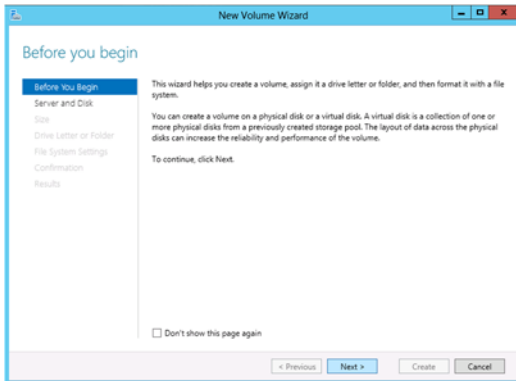 New Volume Wizard
Before you begin
Before You Begin
Server and Disk
Size
Drive Letter or Folder
File System Settings
Confirmation
Results
This wizard helps you create a volume, assign it a drive letter or folder, and then format it with a file
system.
You can create a volume on a physical disk or a virtual disk. A virtual disk is a collection of one or
more physical disks from a previously created storage pool. The layout of data across the physical
disks can increase the reliability and performance of the volume.
To continue, click Next.
Don't show this page again
< Previous
Next >
Create
Cancel